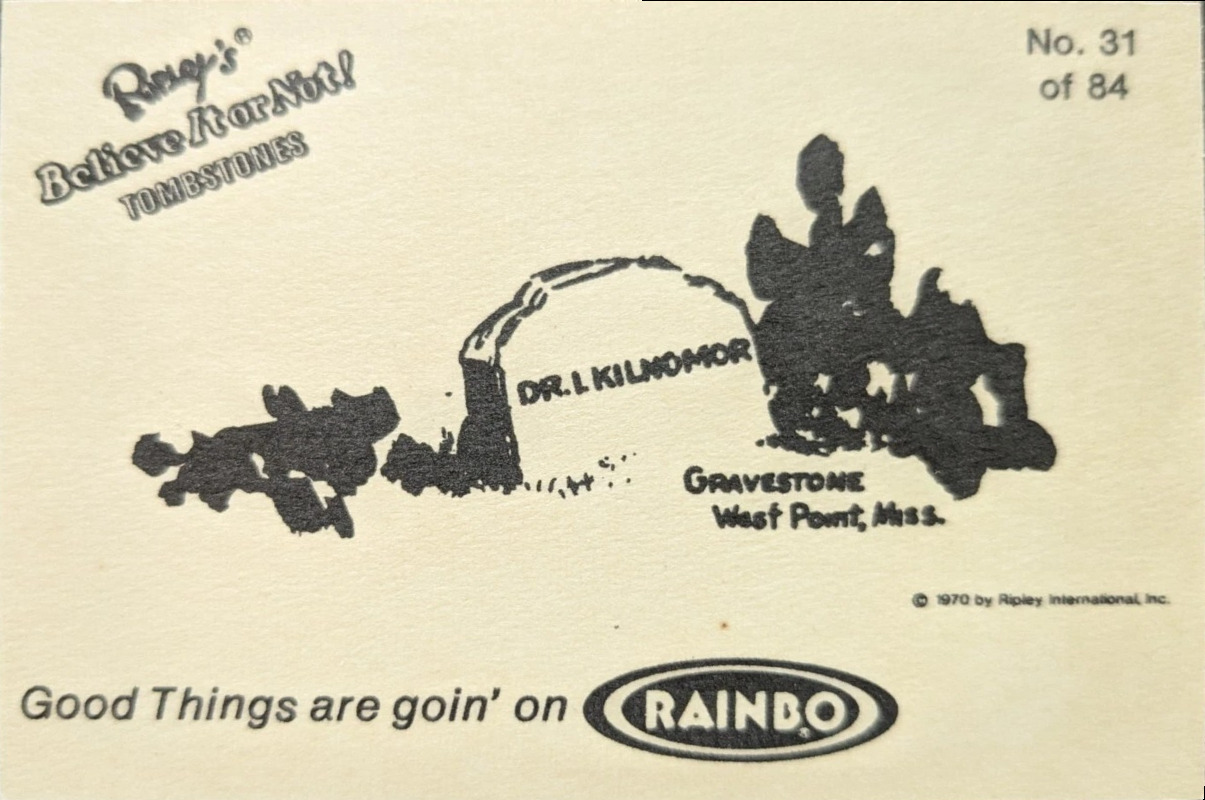 Ripley's®
Believe It or Not!
TOMBSTONES
No. 31
of 84
DR. I. KILNOMOR
GRAVESTONE
West Point, Miss.
© 1970 by Ripley International, Inc.
Good Things are goin' on
RAINBO®